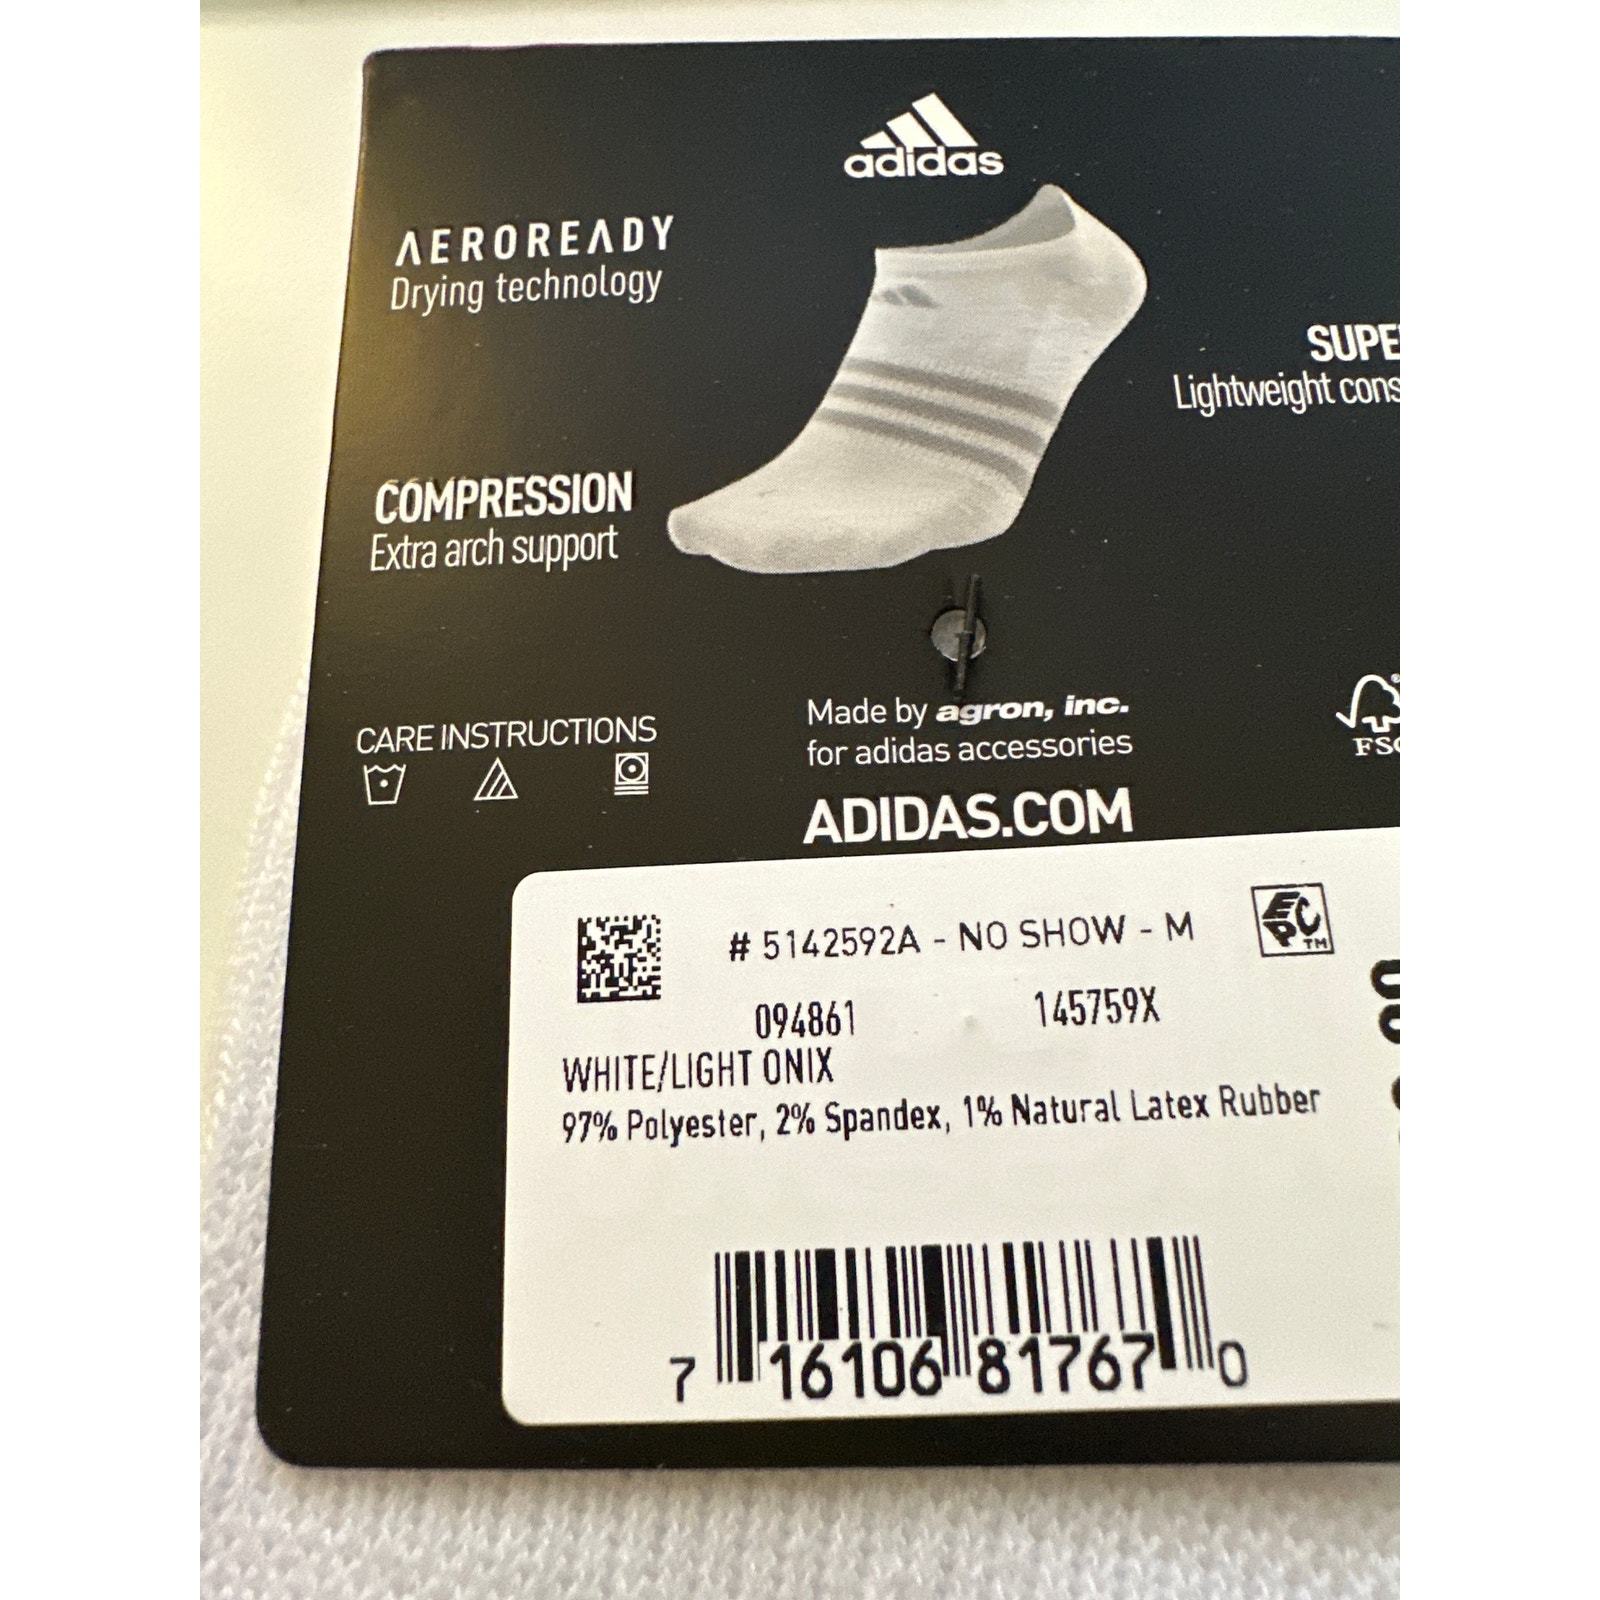 adidas
AEROREADY
Drying technology
Lightweight
COMPRESSION
Extra arch support
CARE INSTRUCTIONS
Made by agron, inc.
for adidas accessories
ADIDAS.COM
# 5142592A - NO SHOW - M
EPC TM
094861 145759X
WHITE/LIGHT ONIX
97% Polyester, 2% Spandex, 1% Natural Latex Rubber
7 16106 81767 0